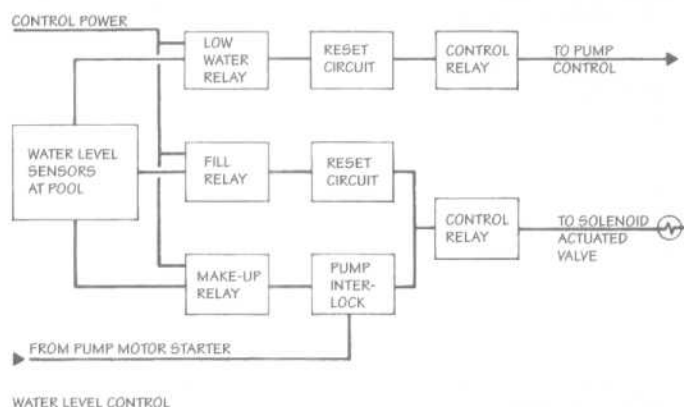 CONTROL POWER
LOW
WATER
RELAY
RESET
CIRCUIT
CONTROL
RELAY
TO PUMP
CONTROL
WATER LEVEL
SENSORS
AT POOL
FILL
RELAY
RESET
CIRCUIT
CONTROL
RELAY
TO SOLENOID
ACTUATED
VALVE
MAKE-UP
RELAY
PUMP
INTER-
LOCK
FROM PUMP MOTOR STARTER
WATER LEVEL CONTROL